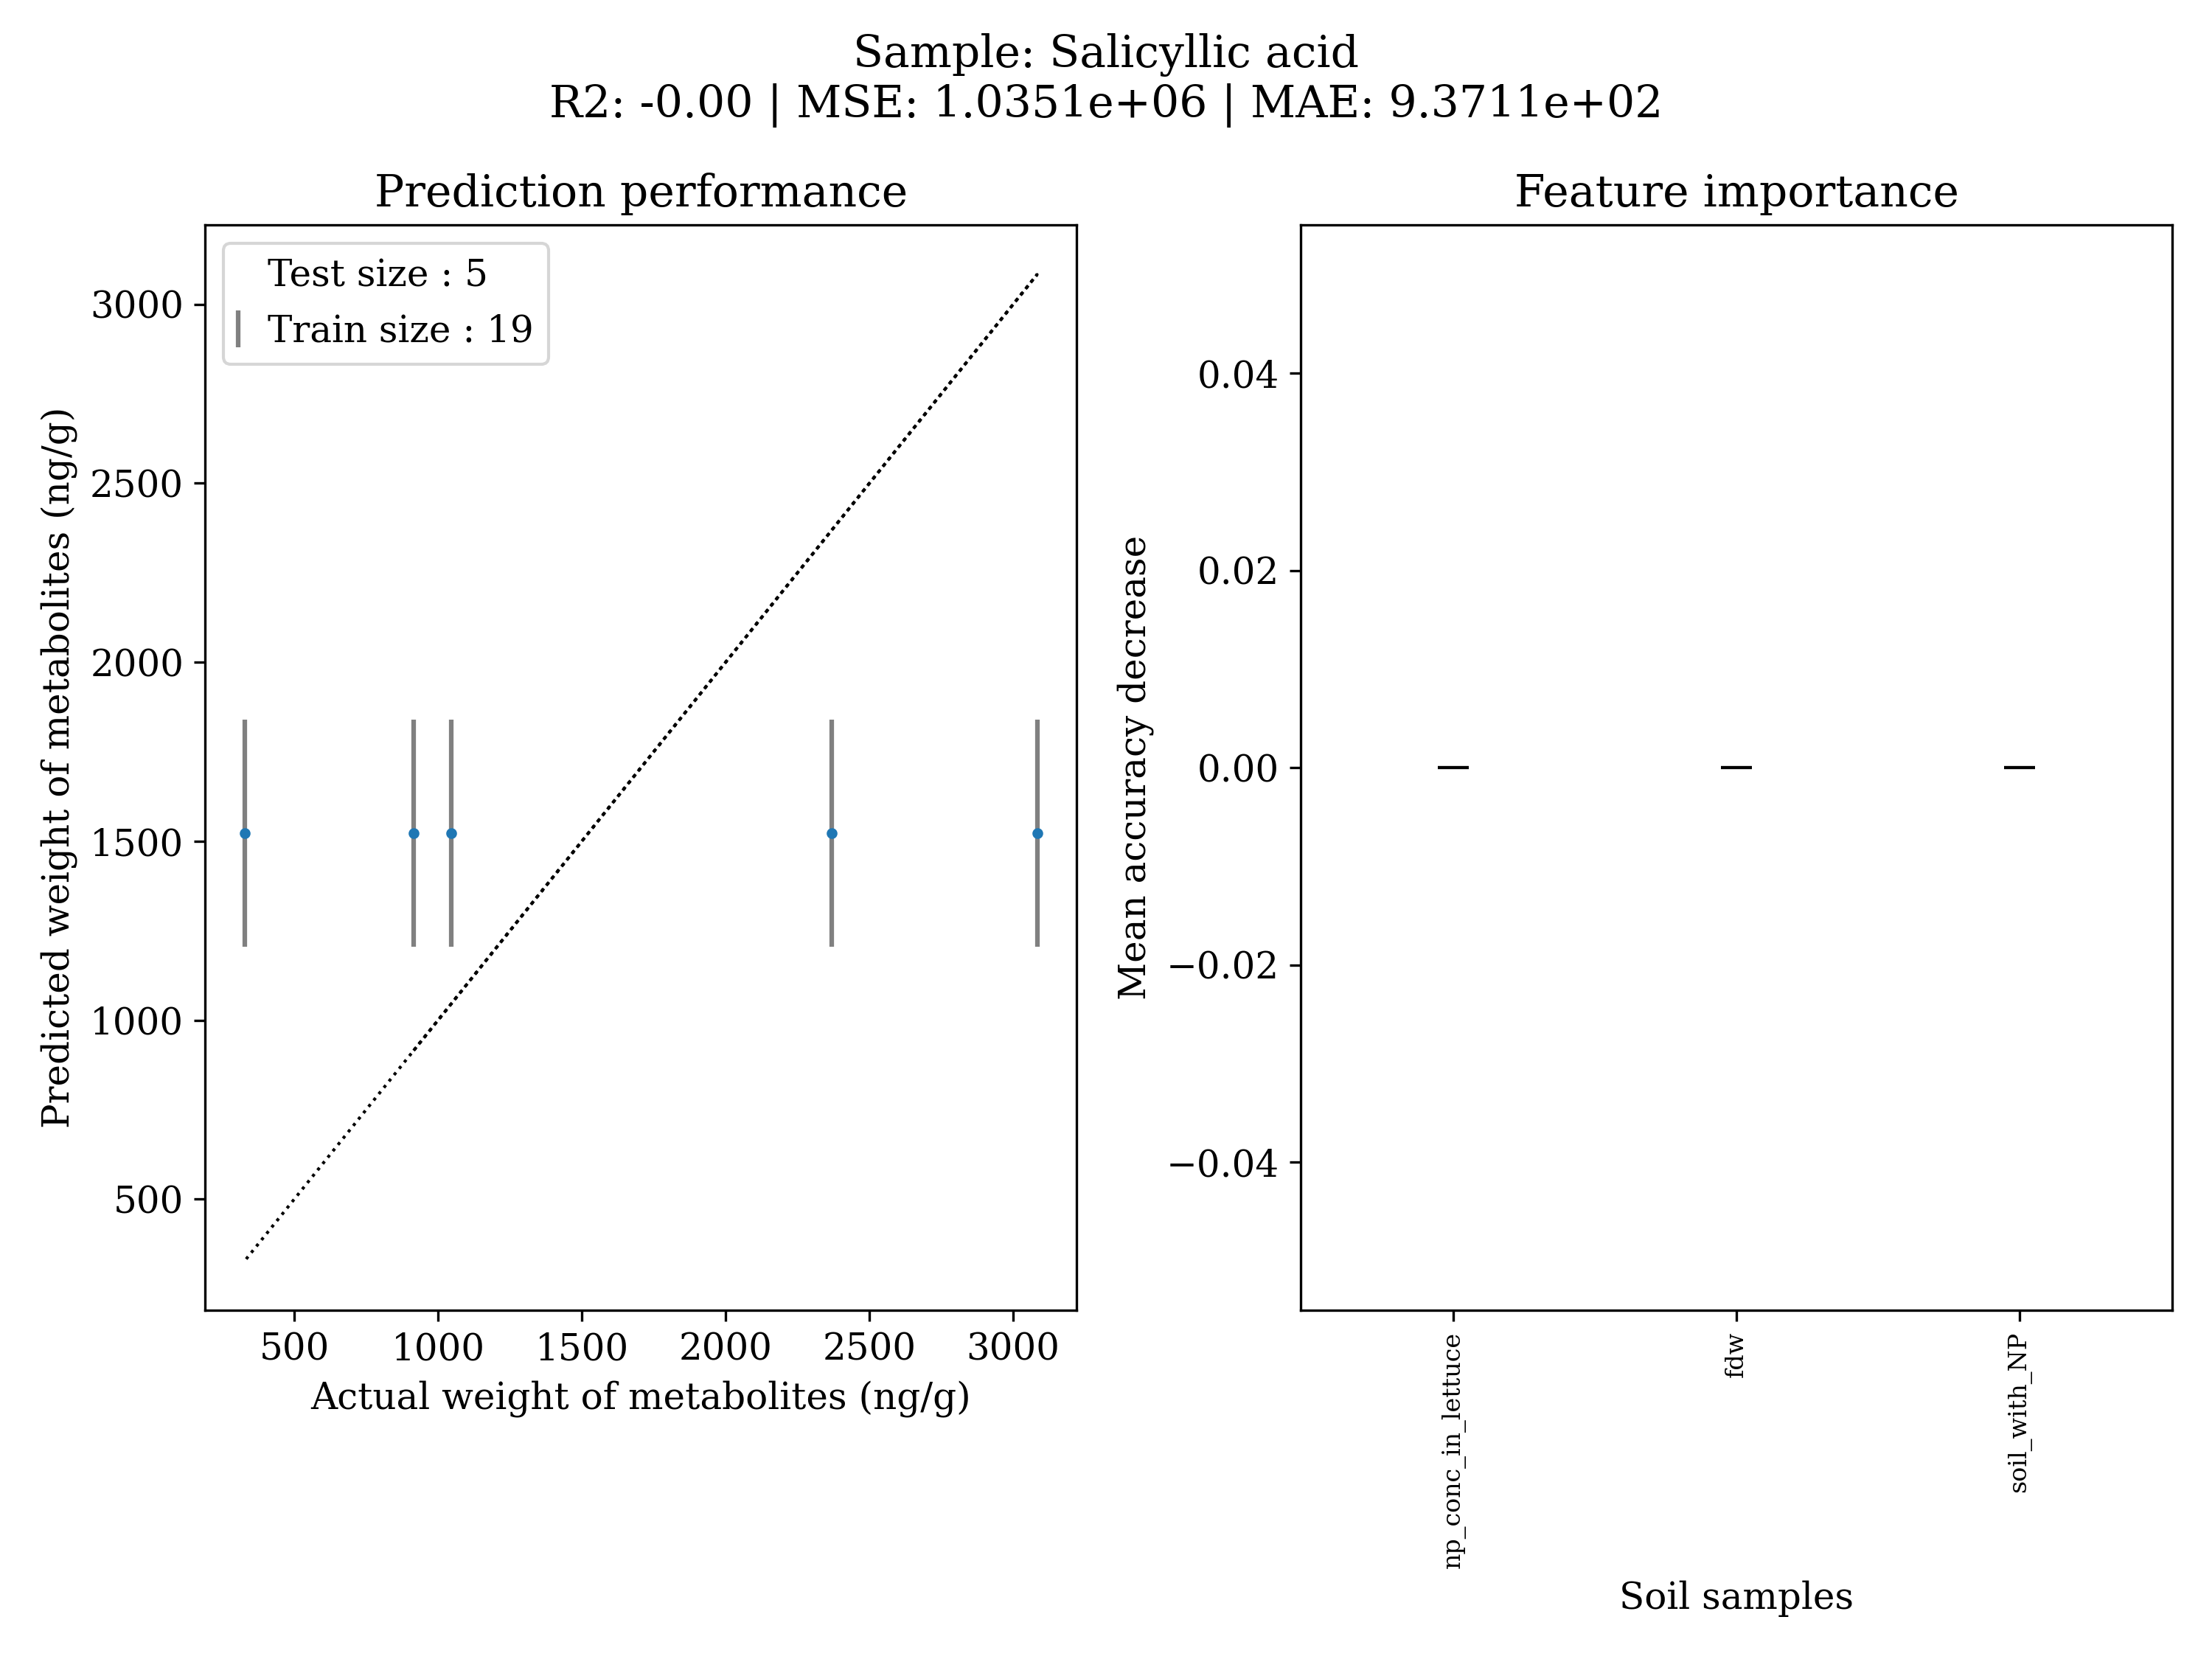 Sample: Salicyllic acid
R2: -0.00 | MSE: 1.0351e+06 | MAE: 9.3711e+02
Prediction performance
Test size : 5
Train size : 19
3000
2500
2000
1500
1000
500
Predicted weight of metabolites (ng/g)
500 1000 1500 2000 2500 3000
Actual weight of metabolites (ng/g)
Feature importance
0.04
0.02
0.00
−0.02
−0.04
Mean accuracy decrease
np_conc_in_lettuce
fdw
soil_with_NP
Soil samples